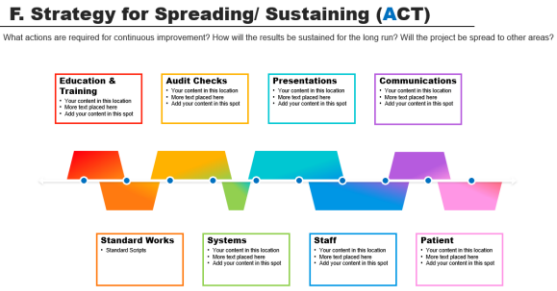 F. Strategy for Spreading/ Sustaining (ACT)
What actions are required for continuous improvement? How will the results be sustained for the long run? Will the project be spread to other areas?
Education &
Training
• Your content in this location
• More text placed here
• Add your content in this spot
Audit Checks
• Your content in this location
• More text placed here
• Add your content in this spot
Presentations
• Your content in this location
• More text placed here
• Add your content in this spot
Communications
• Your content in this location
• More text placed here
• Add your content in this spot
Standard Works
• Standard Scripts
Systems
• Your content in this location
• More text placed here
• Add your content in this spot
Staff
• Your content in this location
• More text placed here
• Add your content in this spot
Patient
• Your content in this location
• More text placed here
• Add your content in this spot